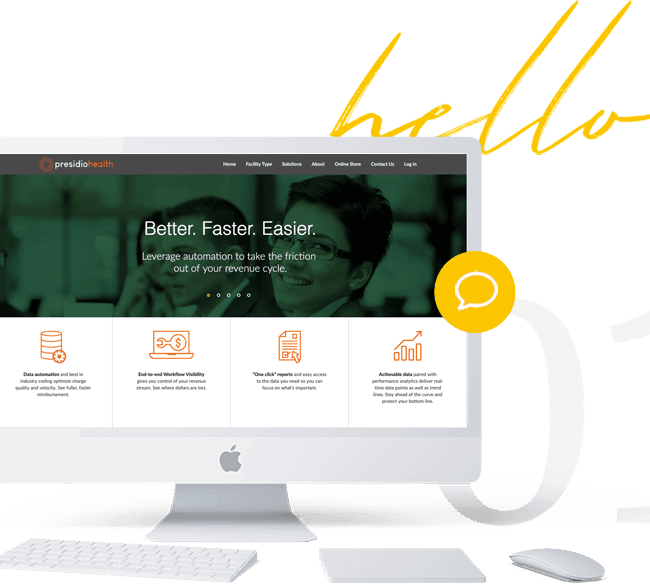 hello
presidiohealth
Home Facility Type Solutions About Online Store Contact Us Log in
Better. Faster. Easier.
Leverage automation to take the friction
out of your revenue cycle.
Data automation and best in
industry coding optimize charge
quality and velocity. See fuller, faster
reimbursement.
End-to-end Workflow Visibility
gives you control of your revenue
stream. See where dollars are lost.
"One click" reports and easy access
to the data you need so you can
focus on what's important.
Actionable data paired with
performance analytics deliver real-
time data points as well as trend
lines. Stay ahead of the curve and
protect your bottom line.
01